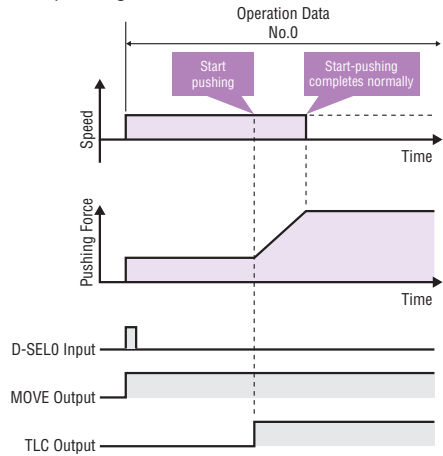 Operation Data
No.0
Start
pushing
Start-pushing
completes normally
Speed
Time
Pushing Force
Time
D-SEL0 Input
MOVE Output
TLC Output